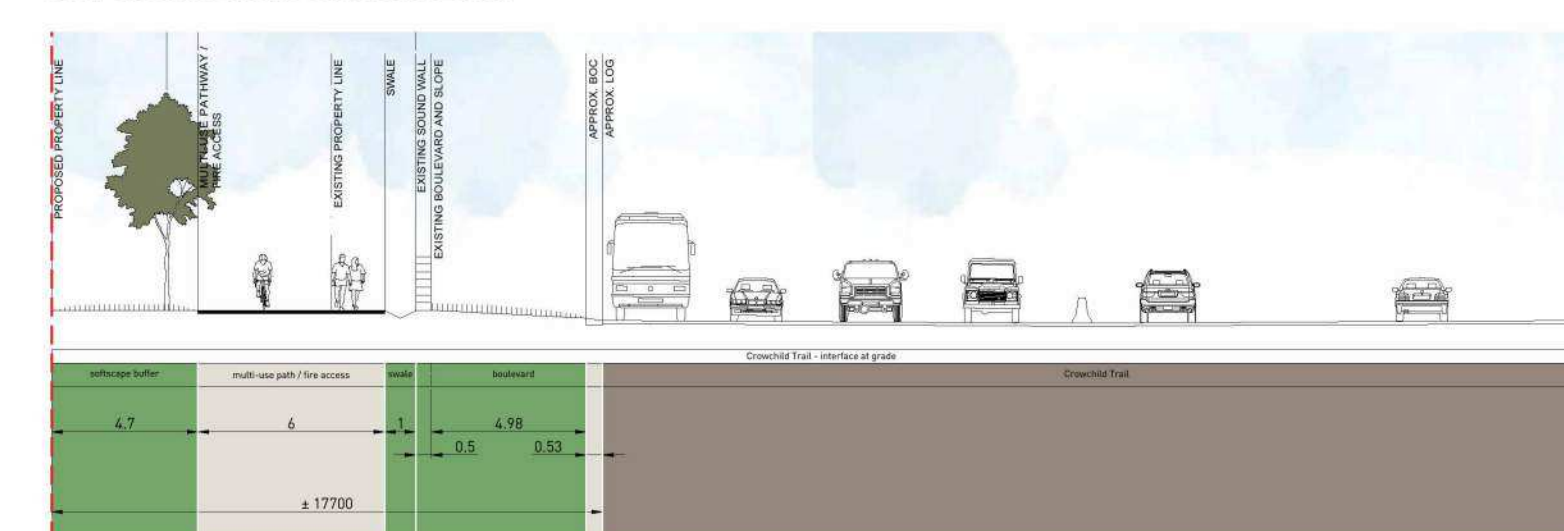 PROPOSED PROPERTY LINE
MULTI-USE PATHWAY /
FIRE ACCESS
EXISTING PROPERTY LINE
SWALE
EXISTING SOUND WALL
EXISTING BOULEVARD AND SLOPE
APPROX. BOC
APPROX. LOG
Crowchild Trail - interface at grade
softscape buffer
multi-use path / fire access
swale
boulevard
Crowchild Trail
4.7
6
1
4.98
0.5
0.53
± 17700